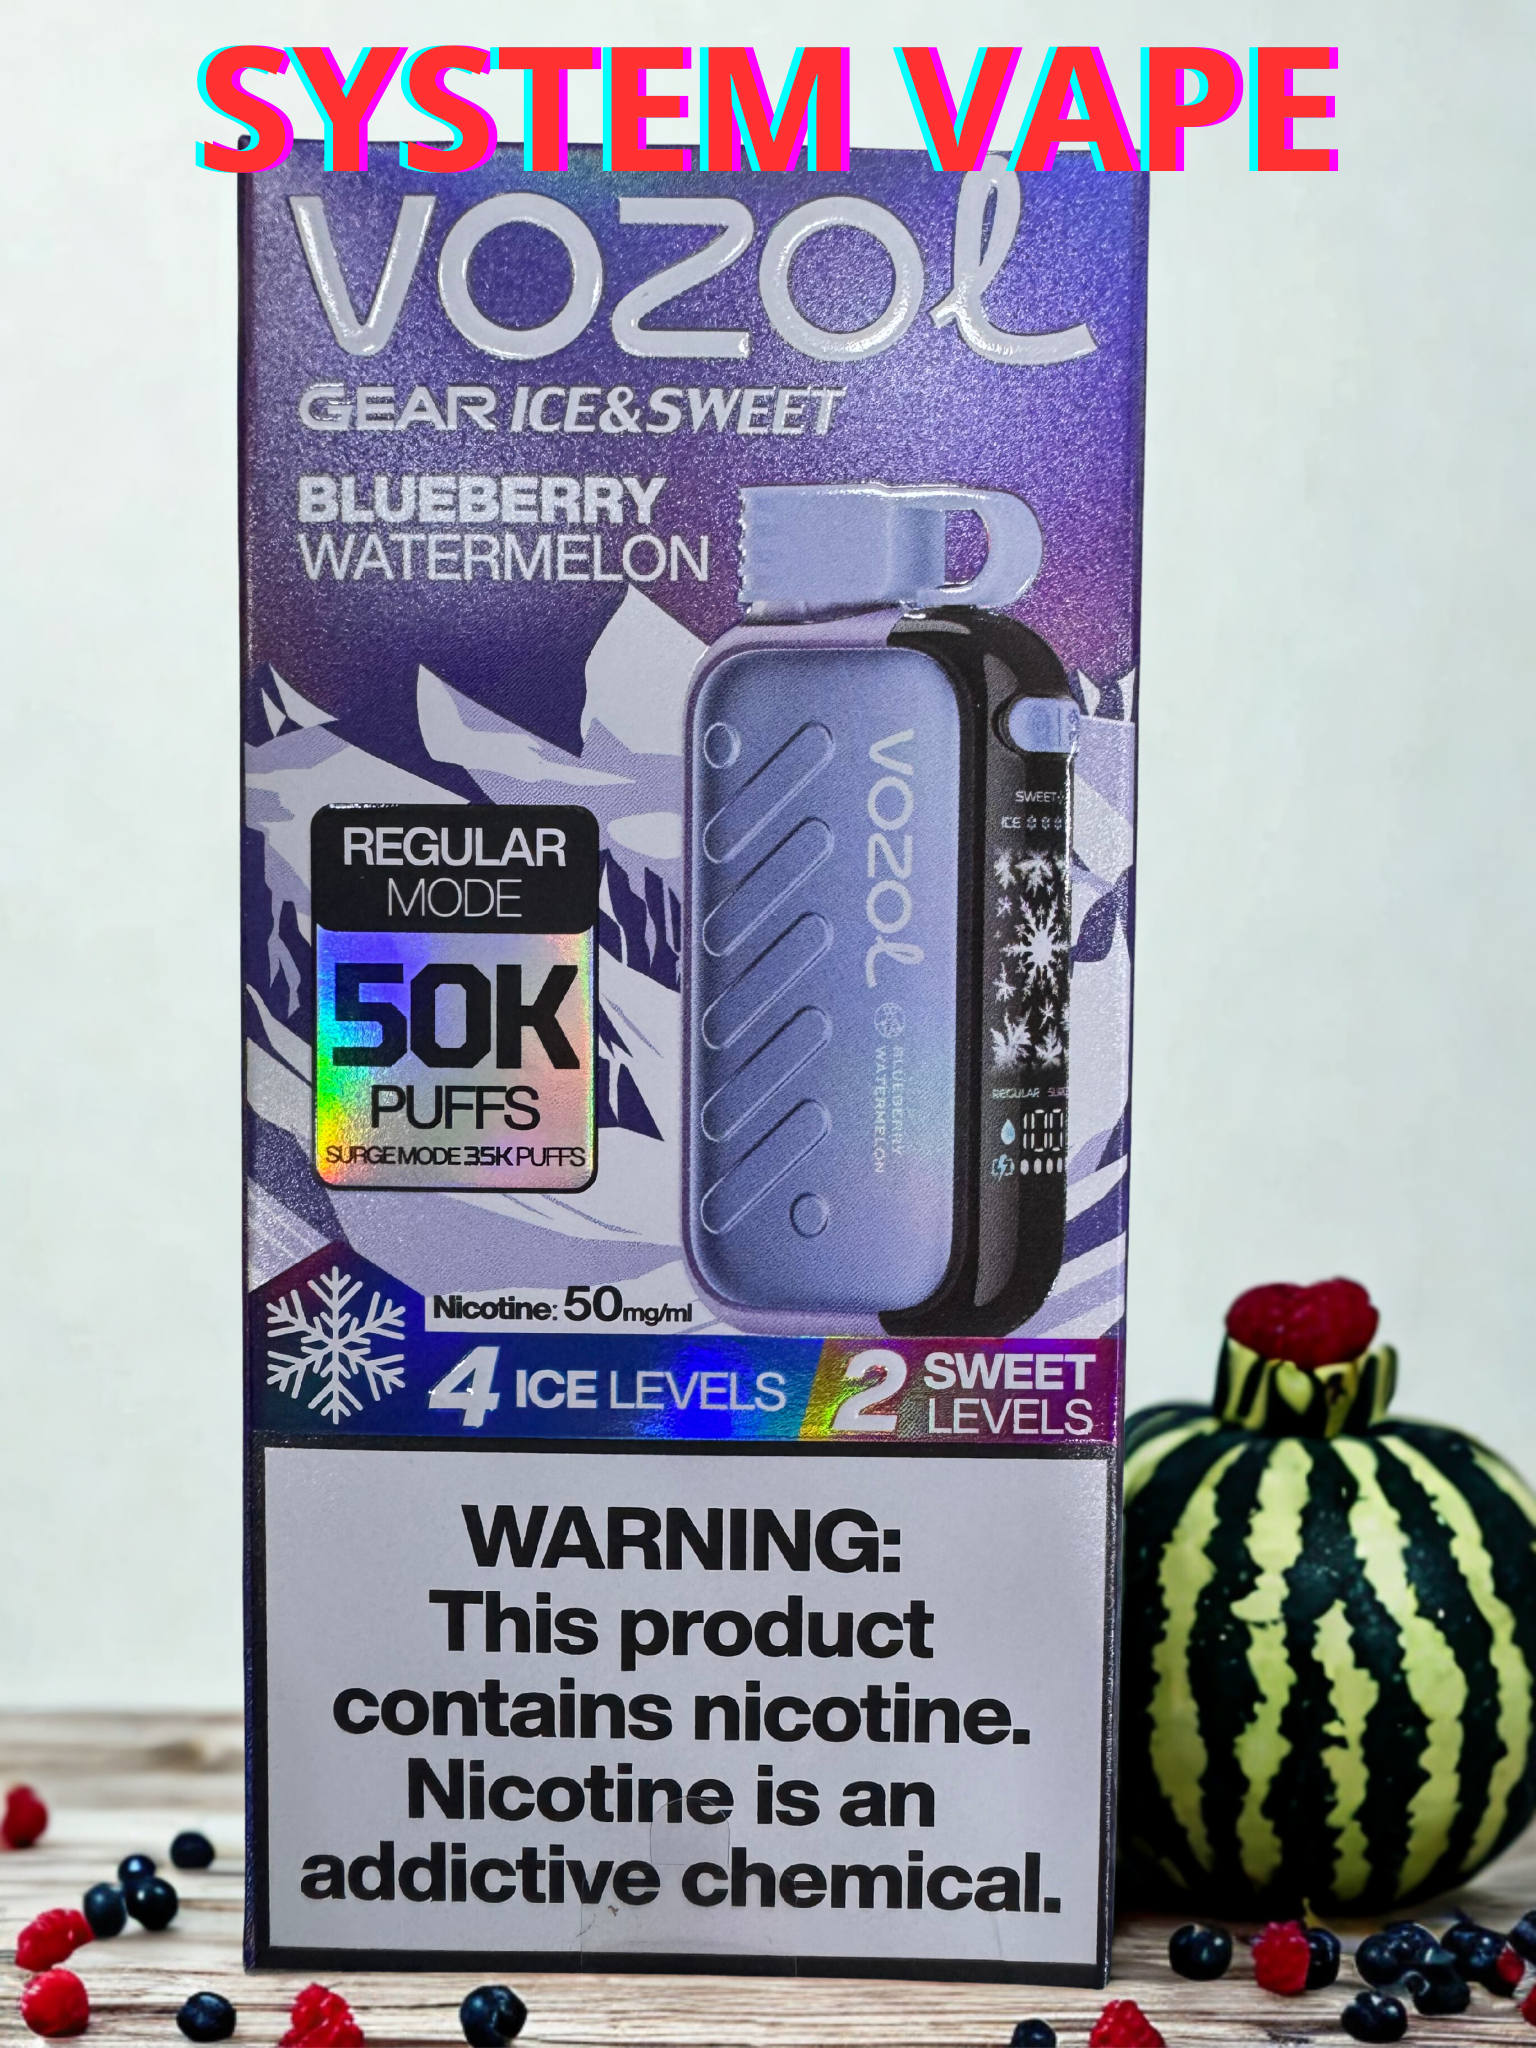 SYSTEM VAPE
VOZOL
GEAR ICE&SWEET
BLUEBERRY
WATERMELON
REGULAR
MODE
50K
PUFFS
SURGE MODE 35K PUFFS
VOZOL
BLUEBERRY
WATERMELON
SWEET
ICE
REGULAR
100
Nicotine: 50mg/ml
4 ICE LEVELS
2 SWEET
LEVELS
WARNING:
This product
contains nicotine.
Nicotine is an
addictive chemical.